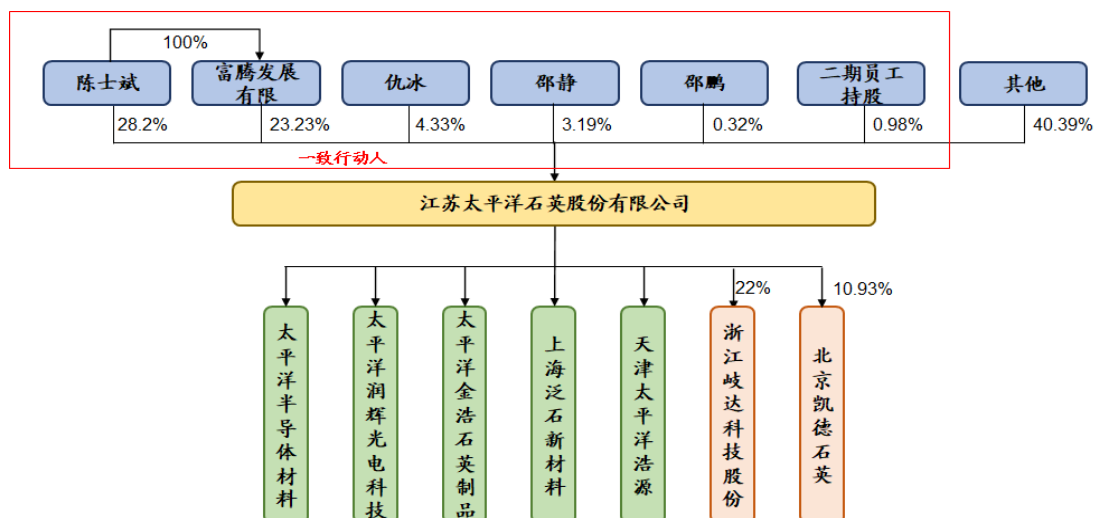 100%
陈士斌
富腾发展
有限
仇冰
邵静
邵鹏
二期员工
持股
其他
28.2%
23.23%
4.33%
3.19%
0.32%
0.98%
40.39%
一致行动人
江苏太平洋石英股份有限公司
22%
10.93%
太平洋半导体材料
太平洋润辉光电科技
太平洋金浩石英制品
上海泛石新材料
天津太平洋浩源
浙江岐达科技股份
北京凯德石英